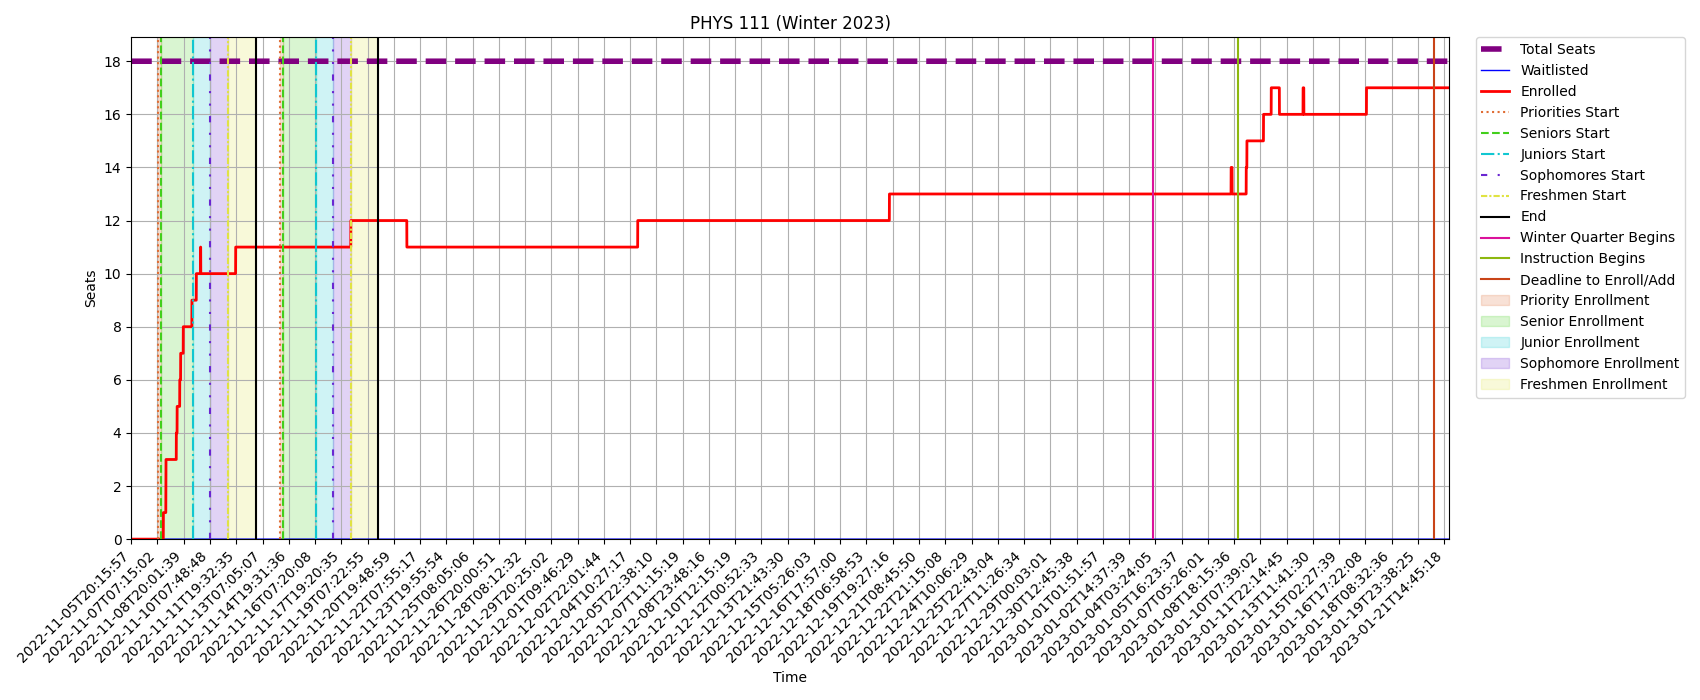 PHYS 111 (Winter 2023)
Seats
18
16
14
12
10
8
6
4
2
0
2022-11-05T20:15:57
2022-11-07T07:15:02
2022-11-08T20:01:39
2022-11-10T07:48:48
2022-11-11T19:32:35
2022-11-13T07:05:07
2022-11-14T19:31:36
2022-11-16T07:20:08
2022-11-17T19:20:35
2022-11-19T07:22:55
2022-11-20T19:48:59
2022-11-22T07:55:17
2022-11-23T19:55:54
2022-11-25T08:05:06
2022-11-26T20:00:51
2022-11-28T08:12:32
2022-11-29T20:25:02
2022-12-01T09:46:29
2022-12-02T22:01:44
2022-12-04T10:27:17
2022-12-05T22:38:10
2022-12-07T11:15:19
2022-12-08T23:48:16
2022-12-10T12:15:19
2022-12-12T00:52:33
2022-12-13T13:43:30
2022-12-15T05:26:03
2022-12-16T17:57:00
2022-12-18T06:58:53
2022-12-19T19:27:16
2022-12-21T08:45:50
2022-12-22T21:15:08
2022-12-24T10:06:29
2022-12-25T22:43:04
2022-12-27T11:26:34
2022-12-29T00:03:01
2022-12-30T12:45:38
2023-01-01T01:51:57
2023-01-02T14:37:39
2023-01-04T03:24:05
2023-01-05T16:23:37
2023-01-07T05:26:01
2023-01-08T18:15:36
2023-01-10T07:39:02
2023-01-11T22:14:45
2023-01-13T11:41:30
2023-01-15T02:27:39
2023-01-16T17:22:08
2023-01-18T08:32:36
2023-01-19T23:38:25
2023-01-21T14:45:18
Time
Total Seats
Waitlisted
Enrolled
Priorities Start
Seniors Start
Juniors Start
Sophomores Start
Freshmen Start
End
Winter Quarter Begins
Instruction Begins
Deadline to Enroll/Add
Priority Enrollment
Senior Enrollment
Junior Enrollment
Sophomore Enrollment
Freshmen Enrollment